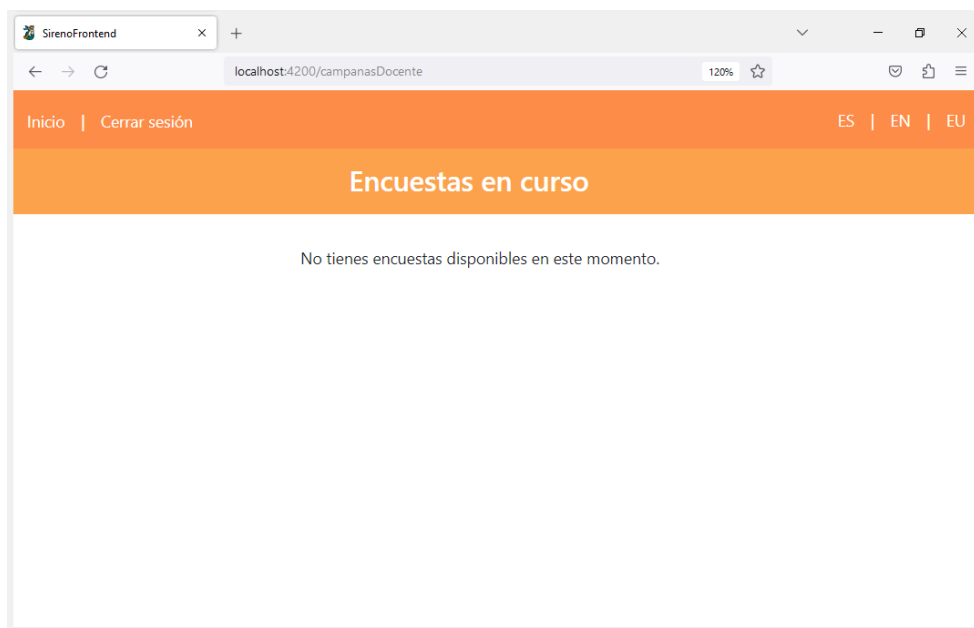 SirenoFrontend
localhost:4200/campanasDocente 120%
Inicio | Cerrar sesión ES | EN | EU
Encuestas en curso
No tienes encuestas disponibles en este momento.